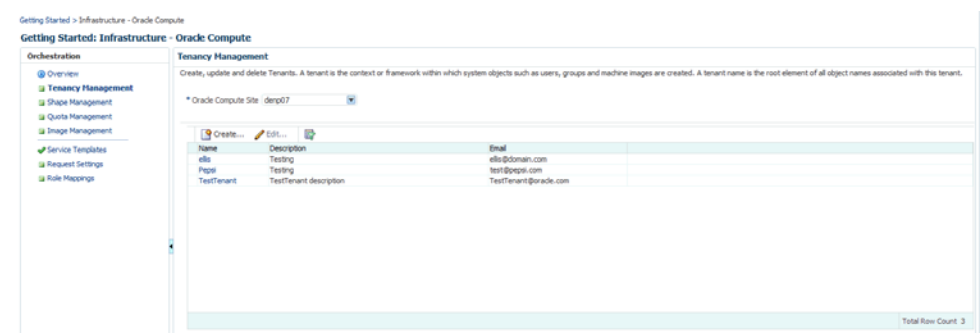 Getting Started > Infrastructure - Oracle Compute
Getting Started: Infrastructure - Oracle Compute
Orchestration
Overview
Tenancy Management
Shape Management
Quota Management
Image Management
Service Templates
Request Settings
Role Mappings
Tenancy Management
Create, update and delete Tenants. A tenant is the context or framework within which system objects such as users, groups and machine images are created. A tenant name is the root element of all object names associated with this tenant.
* Oracle Compute Site denp07
Create... Edit...
Name Description Email
ellis Testing ellis@domain.com
Pepsi Testing test@pepsi.com
TestTenant TestTenant description TestTenant@oracle.com
Total Row Count 3